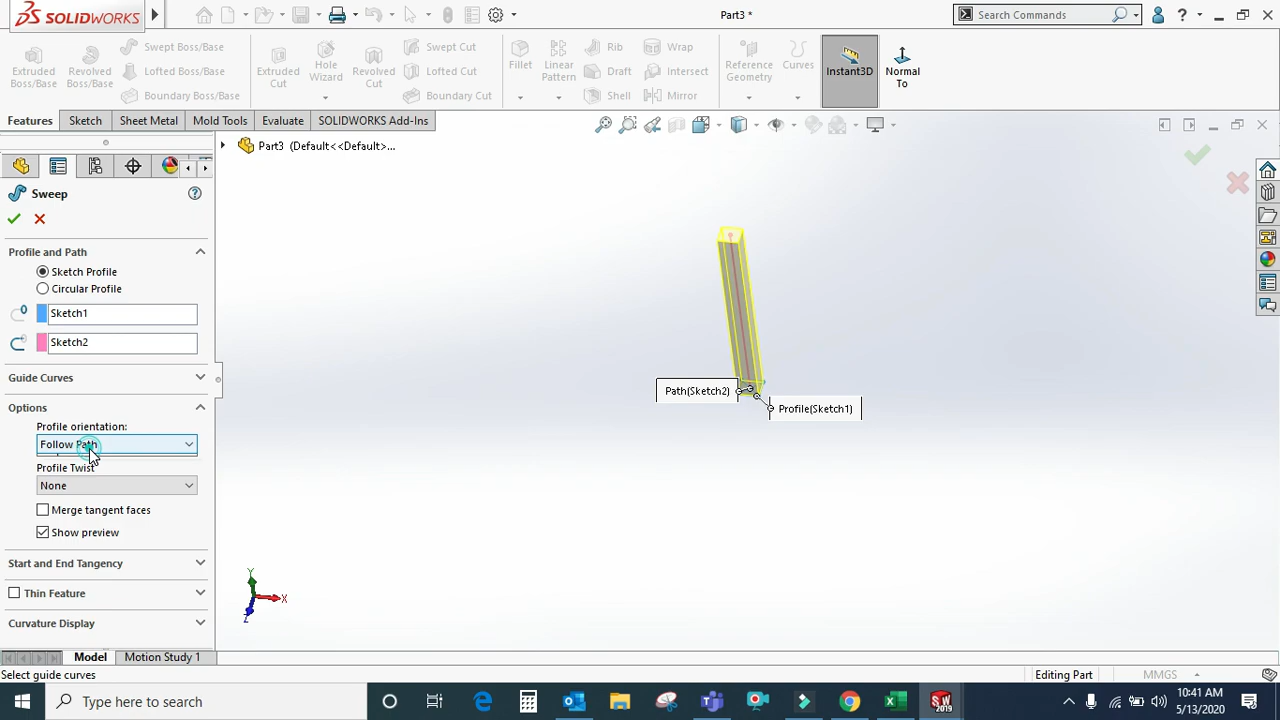 SOLIDWORKS
Part3 *
Search Commands
Extruded Boss/Base
Revolved Boss/Base
Swept Boss/Base
Lofted Boss/Base
Boundary Boss/Base
Extruded Cut
Hole Wizard
Revolved Cut
Swept Cut
Lofted Cut
Boundary Cut
Fillet
Linear Pattern
Rib
Draft
Shell
Wrap
Intersect
Mirror
Reference Geometry
Curves
Instant3D
Normal To
Features
Sketch
Sheet Metal
Mold Tools
Evaluate
SOLIDWORKS Add-Ins
Part3 (Default<<Default>...
Sweep
Profile and Path
Sketch Profile
Circular Profile
Sketch1
Sketch2
Guide Curves
Options
Profile orientation:
Follow Path
Profile Twist
None
Merge tangent faces
Show preview
Start and End Tangency
Thin Feature
Curvature Display
Path(Sketch2)
Profile(Sketch1)
Y
X
Z
Model
Motion Study 1
Select guide curves
Editing Part
MMGS
Type here to search
SW
2019
10:41 AM
5/13/2020